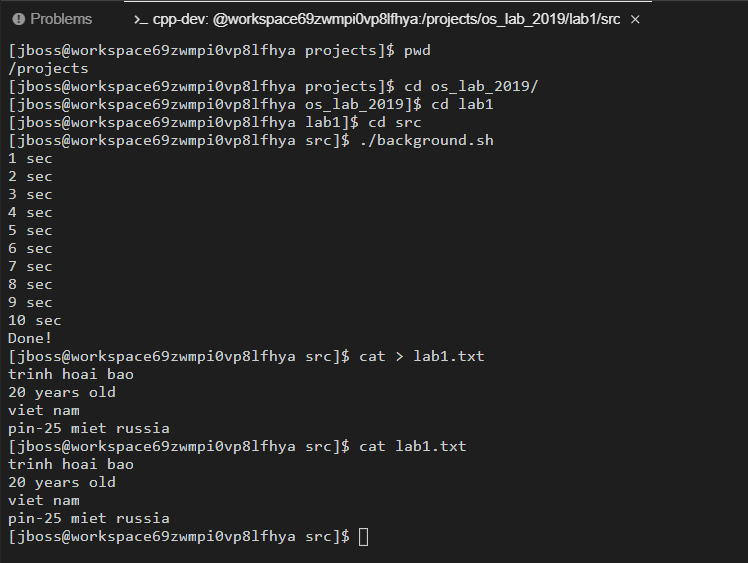 Problems
>_ cpp-dev: @workspace69zwmpi0vp8lfhya:/projects/os_lab_2019/lab1/src ×
[jboss@workspace69zwmpi0vp8lfhya projects]$ pwd
/projects
[jboss@workspace69zwmpi0vp8lfhya projects]$ cd os_lab_2019/
[jboss@workspace69zwmpi0vp8lfhya os_lab_2019]$ cd lab1
[jboss@workspace69zwmpi0vp8lfhya lab1]$ cd src
[jboss@workspace69zwmpi0vp8lfhya src]$ ./background.sh
1 sec
2 sec
3 sec
4 sec
5 sec
6 sec
7 sec
8 sec
9 sec
10 sec
Done!
[jboss@workspace69zwmpi0vp8lfhya src]$ cat > lab1.txt
trinh hoai bao
20 years old
viet nam
pin-25 miet russia
[jboss@workspace69zwmpi0vp8lfhya src]$ cat lab1.txt
trinh hoai bao
20 years old
viet nam
pin-25 miet russia
[jboss@workspace69zwmpi0vp8lfhya src]$